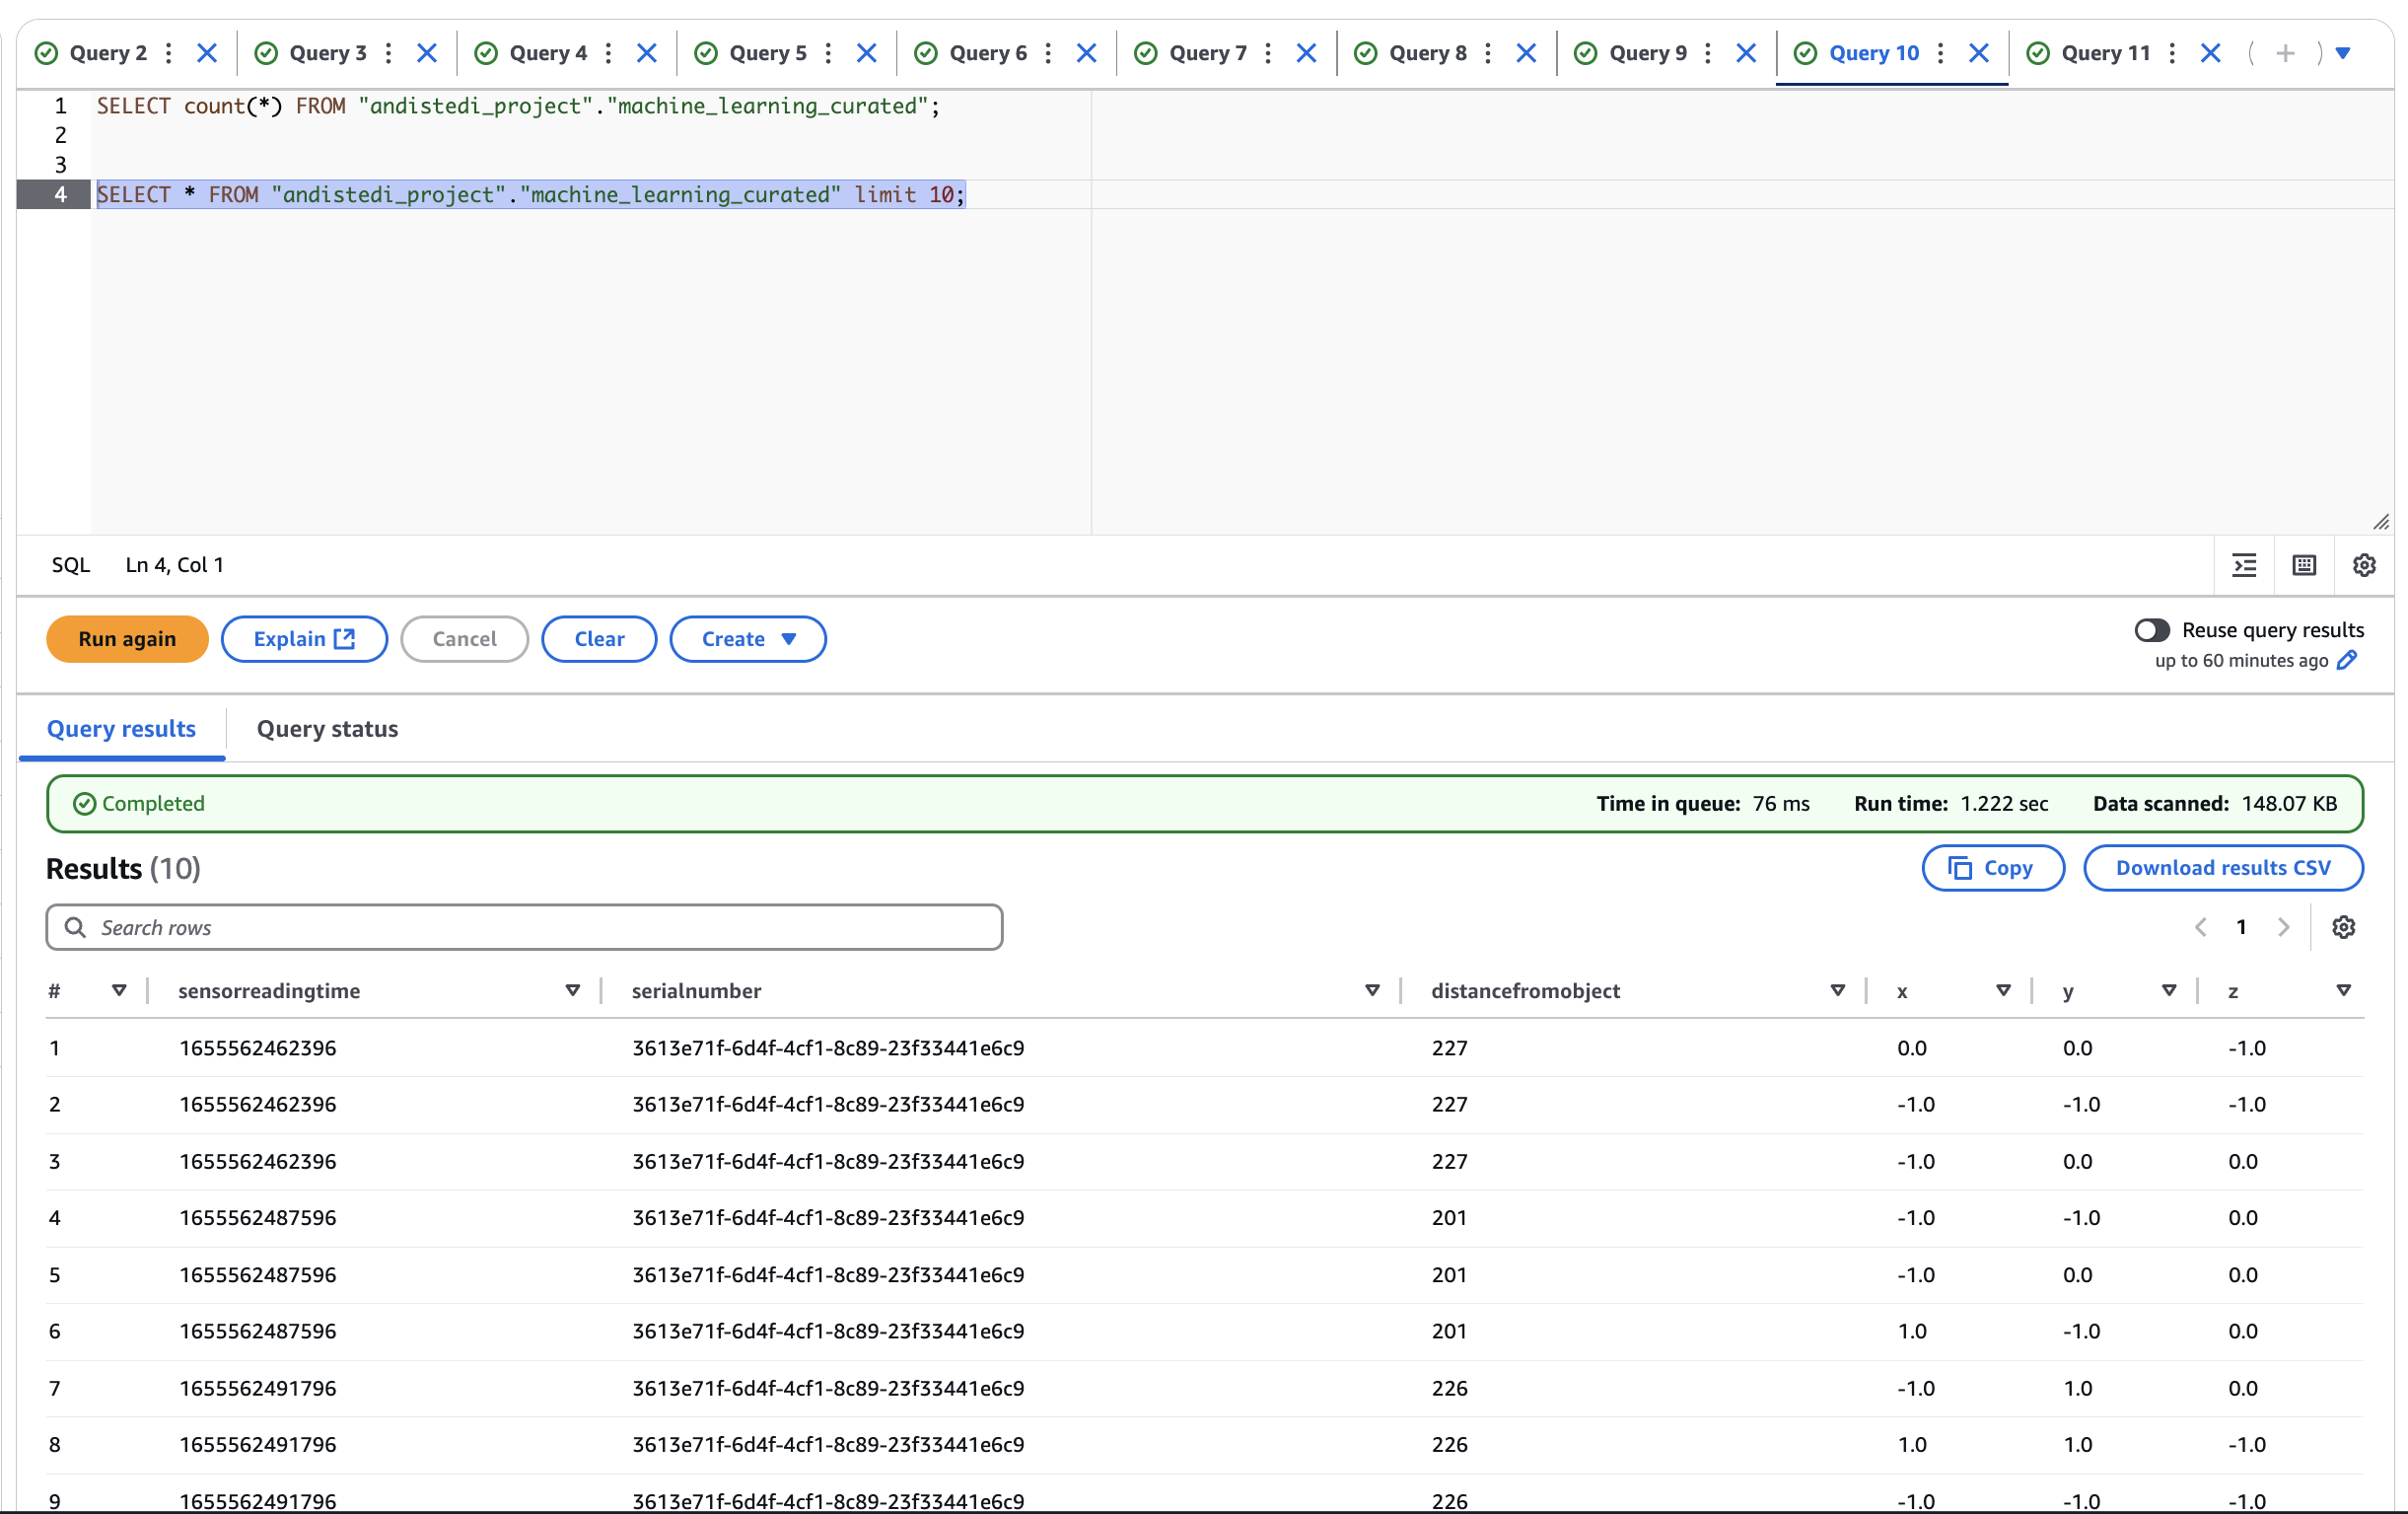 Query 2 Query 3 Query 4 Query 5 Query 6 Query 7 Query 8 Query 9 Query 10 Query 11
1 SELECT count(*) FROM "andistedi_project"."machine_learning_curated";
2
3
4 SELECT * FROM "andistedi_project"."machine_learning_curated" limit 10;
SQL Ln 4, Col 1
Run again Explain Cancel Clear Create
Reuse query results
up to 60 minutes ago
Query results Query status
Completed Time in queue: 76 ms Run time: 1.222 sec Data scanned: 148.07 KB
Results (10) Copy Download results CSV
Search rows 1
# sensorreadingtime serialnumber distancefromobject x y z
1 1655562462396 3613e71f-6d4f-4cf1-8c89-23f33441e6c9 227 0.0 0.0 -1.0
2 1655562462396 3613e71f-6d4f-4cf1-8c89-23f33441e6c9 227 -1.0 -1.0 -1.0
3 1655562462396 3613e71f-6d4f-4cf1-8c89-23f33441e6c9 227 -1.0 0.0 0.0
4 1655562487596 3613e71f-6d4f-4cf1-8c89-23f33441e6c9 201 -1.0 -1.0 0.0
5 1655562487596 3613e71f-6d4f-4cf1-8c89-23f33441e6c9 201 -1.0 0.0 0.0
6 1655562487596 3613e71f-6d4f-4cf1-8c89-23f33441e6c9 201 1.0 -1.0 0.0
7 1655562491796 3613e71f-6d4f-4cf1-8c89-23f33441e6c9 226 -1.0 1.0 0.0
8 1655562491796 3613e71f-6d4f-4cf1-8c89-23f33441e6c9 226 1.0 1.0 -1.0
9 1655562491796 3613e71f-6d4f-4cf1-8c89-23f33441e6c9 226 -1.0 -1.0 -1.0